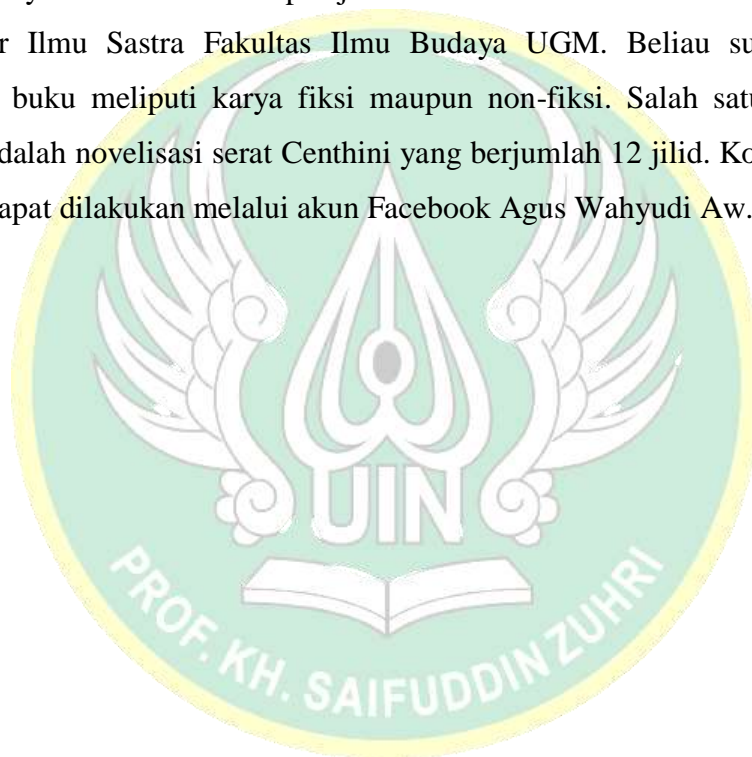 r Ilmu Sastra Fakultas Ilmu Budaya UGM. Beliau su
buku meliputi karya fiksi maupun non-fiksi. Salah satu
dalah novelisasi serat Centhini yang berjumlah 12 jilid. Ko
apat dilakukan melalui akun Facebook Agus Wahyudi Aw.
UIN
PROF. KH. SAIFUDDIN ZUHRI